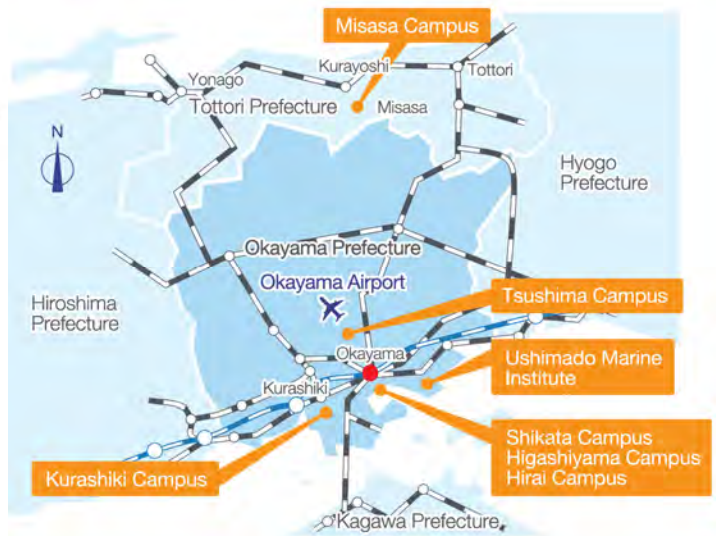 Misasa Campus
Kurayoshi
Tottori
Yonago
Tottori Prefecture
Misasa
N
Hyogo
Prefecture
Okayama Prefecture
Okayama Airport
Tsushima Campus
Hiroshima
Prefecture
Okayama
Ushimado Marine
Institute
Kurashiki
Shikata Campus
Higashiyama Campus
Hirai Campus
Kurashiki Campus
Kagawa Prefecture